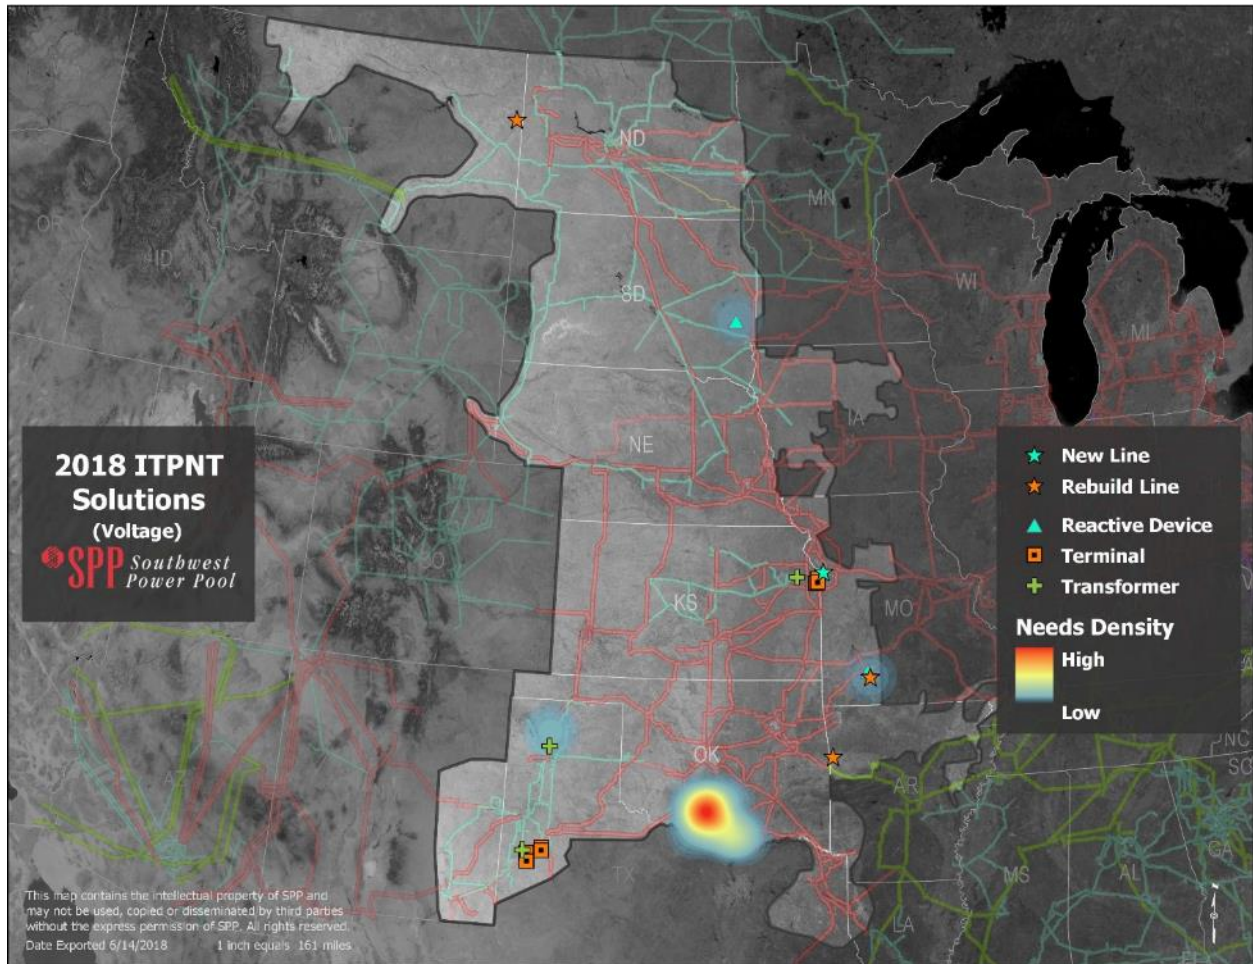 MT
ND
MN
OR
ID
SD
WI
MI
IA
NE
2018 ITPNT
Solutions
(Voltage)
SPP Southwest
Power Pool
New Line
Rebuild Line
Reactive Device
Terminal
Transformer
Needs Density
High
Low
KS
MO
OK
AR
NC
SC
TX
MS
AL
GA
LA
This map contains the intellectual property of SPP and
may not be used, copied or disseminated by third parties
without the express permission of SPP. All rights reserved.
Date Exported 6/14/2018 1 inch equals 161 miles